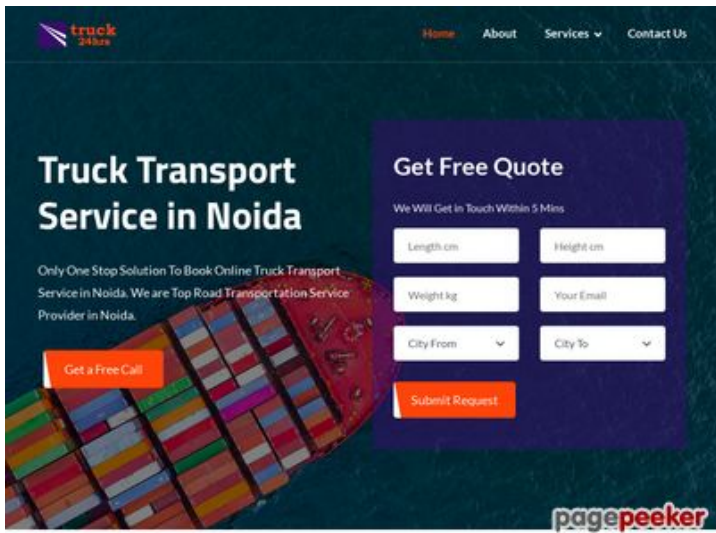 truck
24hrs
Home About Services Contact Us
Truck Transport
Service in Noida
Only One Stop Solution To Book Online Truck Transport
Service in Noida. We are Top Road Transportation Service
Provider in Noida.
Get a Free Call
Get Free Quote
We Will Get in Touch Within 5 Mins
Length cm Height cm
Weight kg Your Email
City From City To
Submit Request
pagepeeker